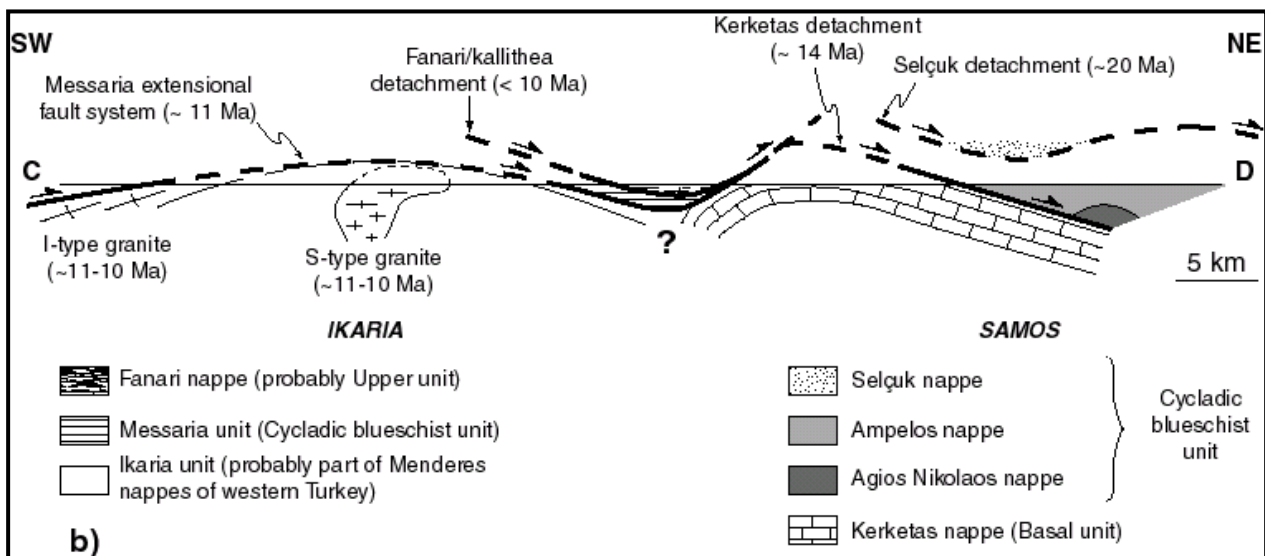 SW
NE
Kerketas detachment
(~ 14 Ma)
Fanari/kallithea
detachment (< 10 Ma)
Selçuk detachment (~20 Ma)
Messaria extensional
fault system (~ 11 Ma)
C
D
?
I-type granite
(~11-10 Ma)
S-type granite
(~11-10 Ma)
5 km
IKARIA
SAMOS
Fanari nappe (probably Upper unit)
Messaria unit (Cycladic blueschist unit)
Ikaria unit (probably part of Menderes
nappes of western Turkey)
Selçuk nappe
Ampelos nappe
Agios Nikolaos nappe
Cycladic
blueschist
unit
Kerketas nappe (Basal unit)
b)